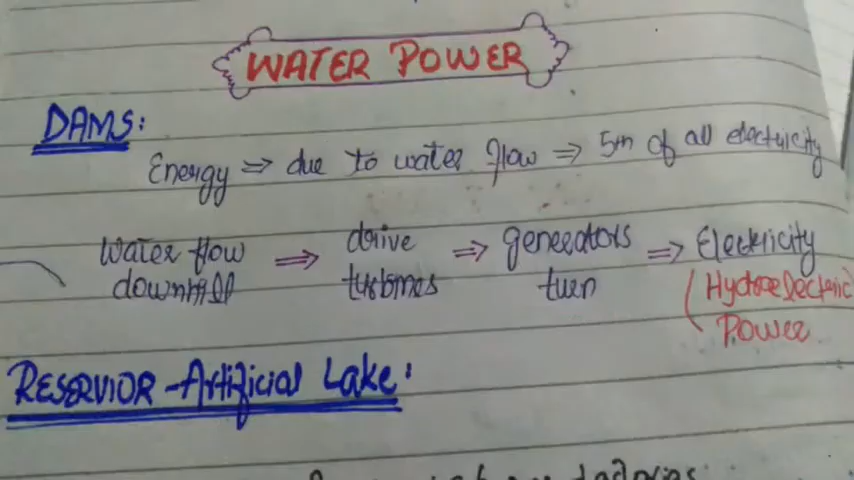 WATER POWER
DAMS:
Energy ⇒ due to water flow ⇒ 5th of all electricity
Water flow downhill ⇒ drive turbines ⇒ generators turn ⇒ Electricity
(Hydroelectric Power
RESERVIOR - Artificial Lake: